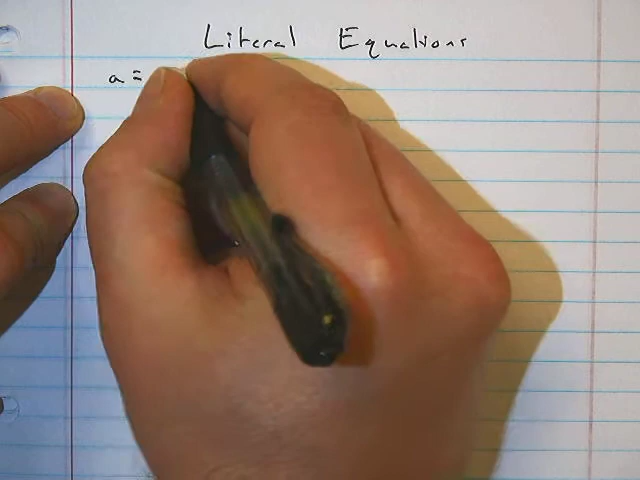 Literal Equations
a =